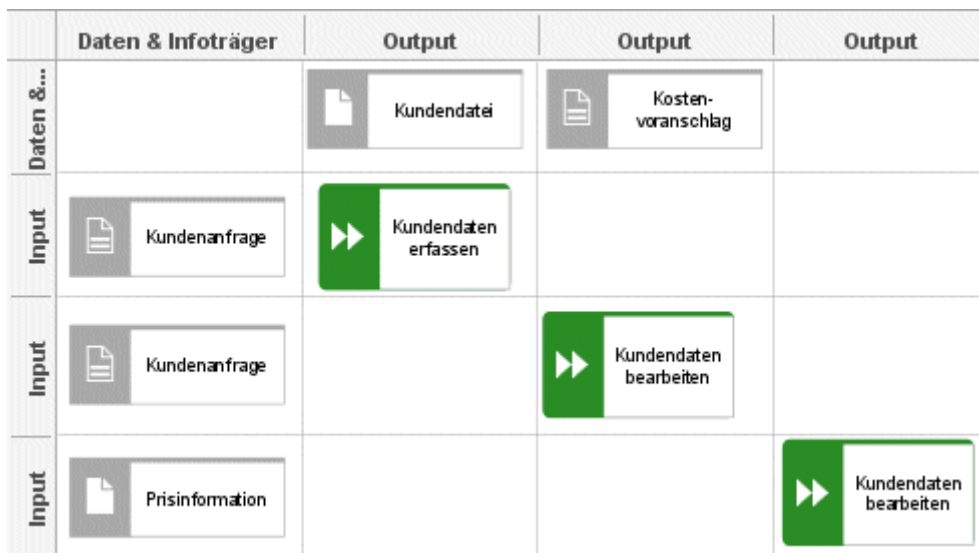 Daten & Infoträger
Output
Output
Output
Daten &...
Kundendatei
Kosten-
voranschlag
Input
Kundenanfrage
Kundendaten
erfassen
Input
Kundenanfrage
Kundendaten
bearbeiten
Input
Prisinformation
Kundendaten
bearbeiten